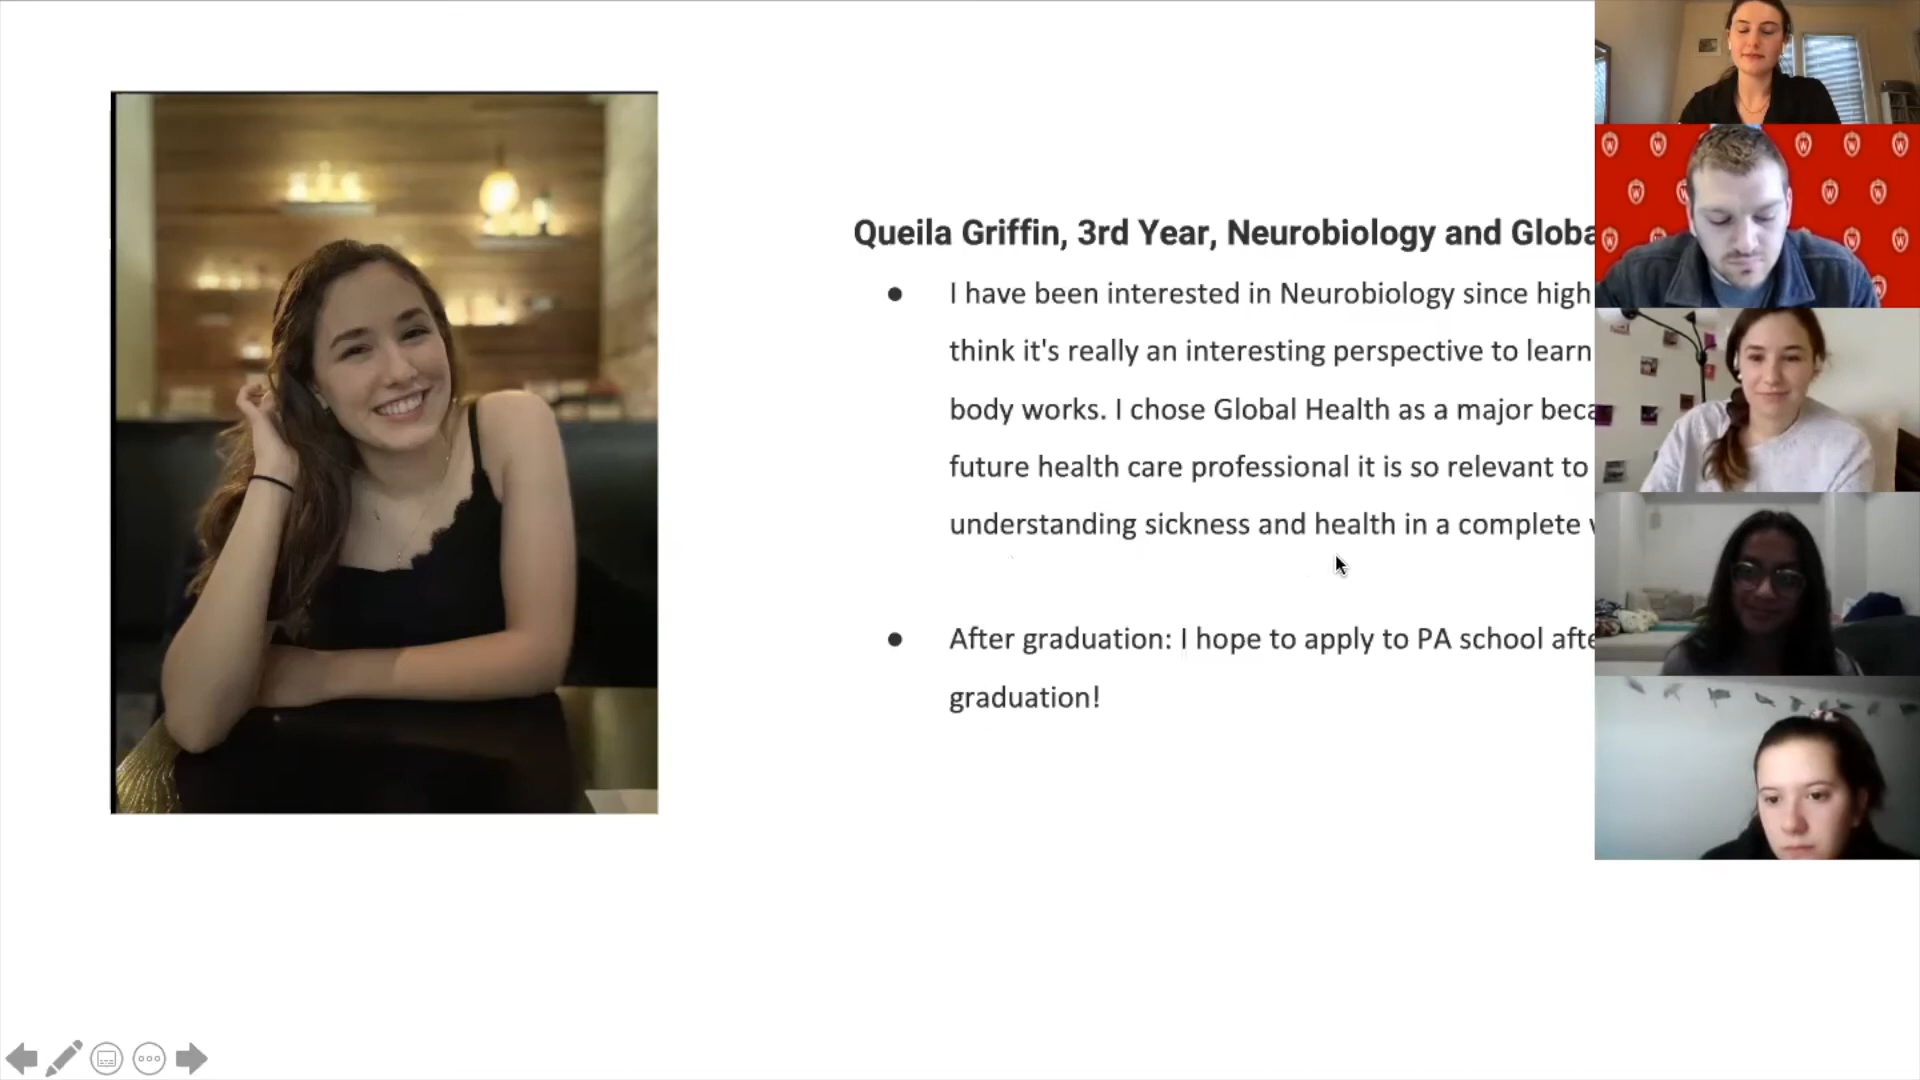 Queila Griffin, 3rd Year, Neurobiology and Globa
● I have been interested in Neurobiology since high
think it's really an interesting perspective to learn
body works. I chose Global Health as a major beca
future health care professional it is so relevant to
understanding sickness and health in a complete
● After graduation: I hope to apply to PA school afte
graduation!